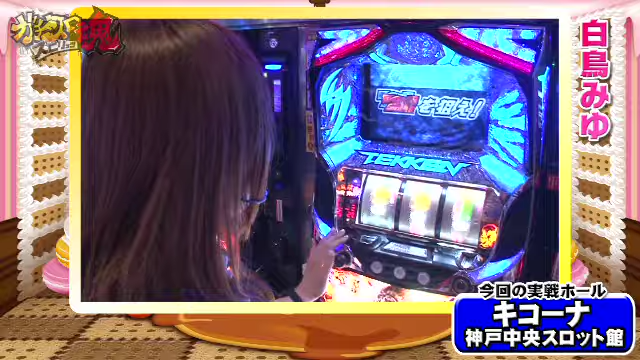 白鳥みゆ
を狙え!
TEKKEN
今回の実戦ホール
キコーナ
神戸中央スロット館